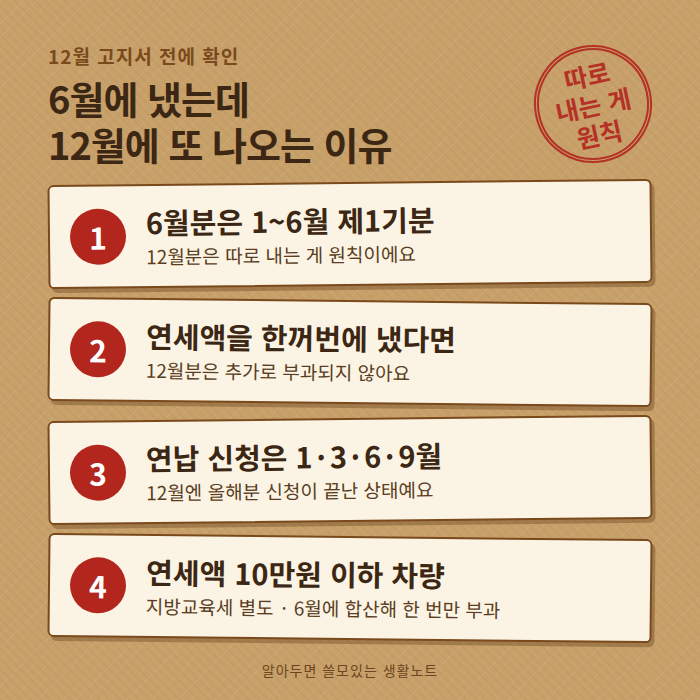 12월 고지서 전에 확인
6월에 냈는데
12월에 또 나오는 이유
따로
내는 게
원칙
1
6월분은 1~6월 제1기분
12월분은 따로 내는 게 원칙이에요
2
연세액을 한꺼번에 냈다면
12월분은 추가로 부과되지 않아요
3
연납 신청은 1·3·6·9월
12월엔 올해분 신청이 끝난 상태예요
4
연세액 10만원 이하 차량
지방교육세 별도 · 6월에 합산해 한 번만 부과
알아두면 쓸모있는 생활노트